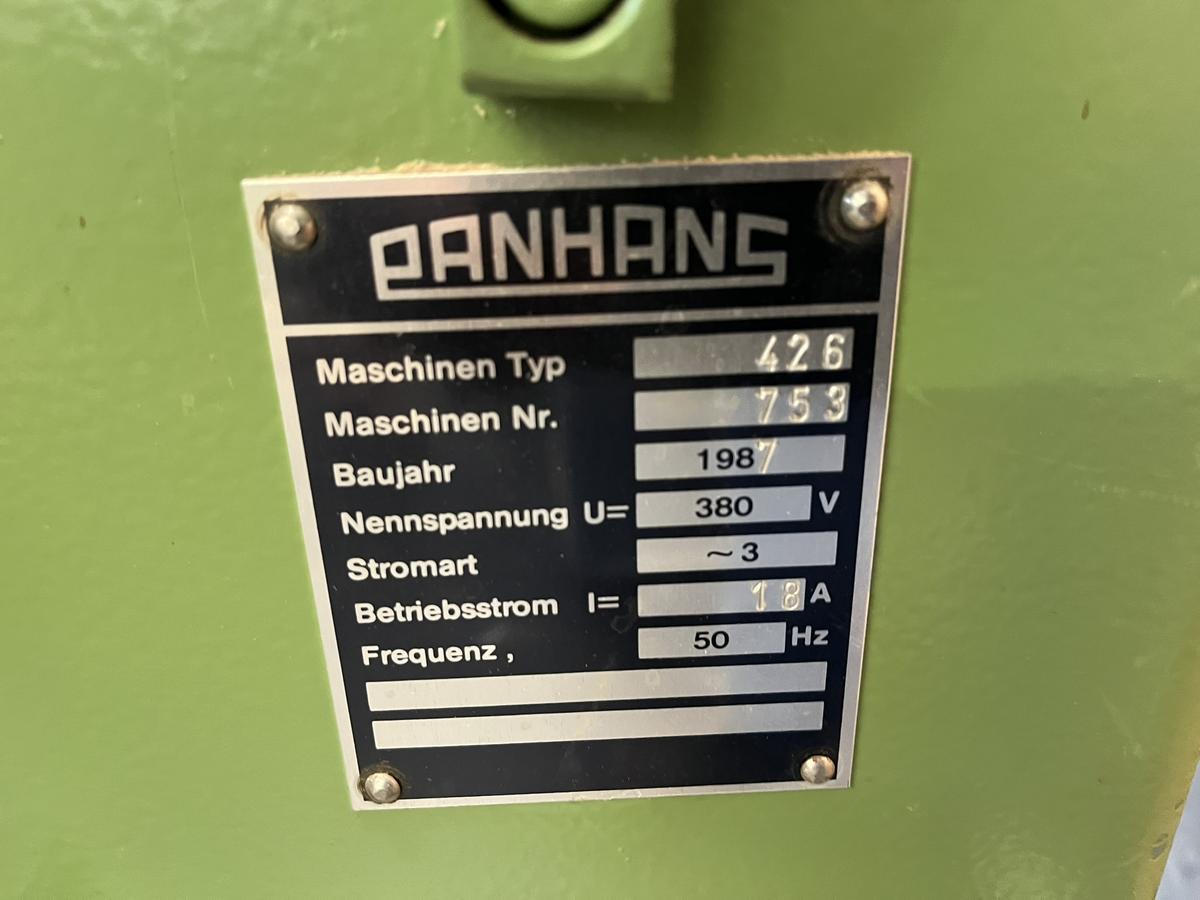 PANHANS
Maschinen Typ 426
Maschinen Nr. 753
Baujahr 1987
Nennspannung U= 380 V
Stromart ~3
Betriebsstrom I= 18 A
Frequenz, 50 Hz